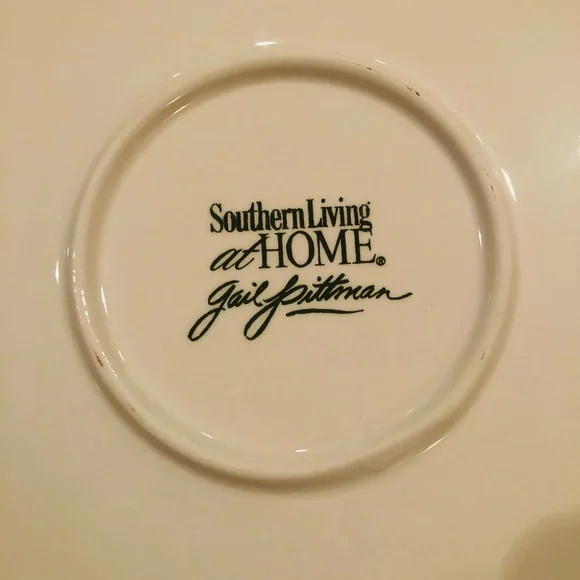 Southern Living
at HOME®
Gail Pittman